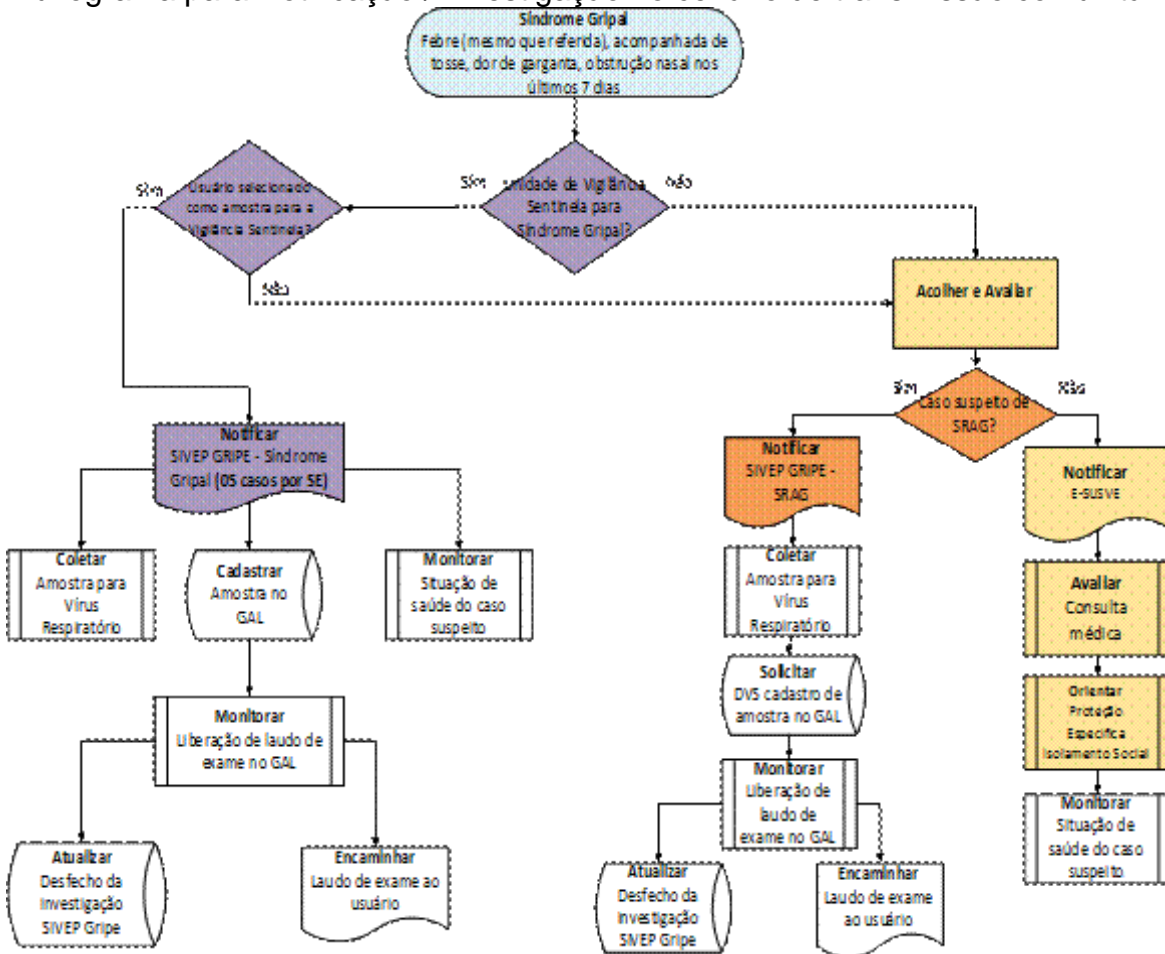 Síndrome Gripal
Febre (mesmo que referida), acompanhada de
tosse, dor de garganta, obstrução nasal nos
últimos 7 dias
Sim
Usuário selecionado
como amostra para a
Vigilância Sentinela?
Não
Sim
Unidade de Vigilância
Sentinela para
Síndrome Gripal?
Não
Acolher e Avaliar
Sim
Caso suspeito de
SRAG?
Não
Notificar
SIVEP GRIPE - Síndrome
Gripal (05 casos por SE)
Coletar
Amostra para
Vírus
Respiratório
Cadastrar
Amostra no
GAL
Monitorar
Situação de
saúde do caso
suspeito
Monitorar
Liberação de laudo de
exame no GAL
Atualizar
Desfecho da
Investigação
SIVEP Gripe
Encaminhar
Laudo de exame ao
usuário
Notificar
SIVEP GRIPE -
SRAG
Coletar
Amostra para
Vírus
Respiratório
Solicitar
DVS cadastro de
amostra no GAL
Monitorar
Liberação de
laudo de
exame no GAL
Atualizar
Desfecho da
Investigação
SIVEP Gripe
Encaminhar
Laudo de exame
ao usuário
Notificar
E-SUSVE
Avaliar
Consulta
médica
Orientar
Proteção
Específica
Isolamento Social
Monitorar
Situação de
saúde do caso
suspeito